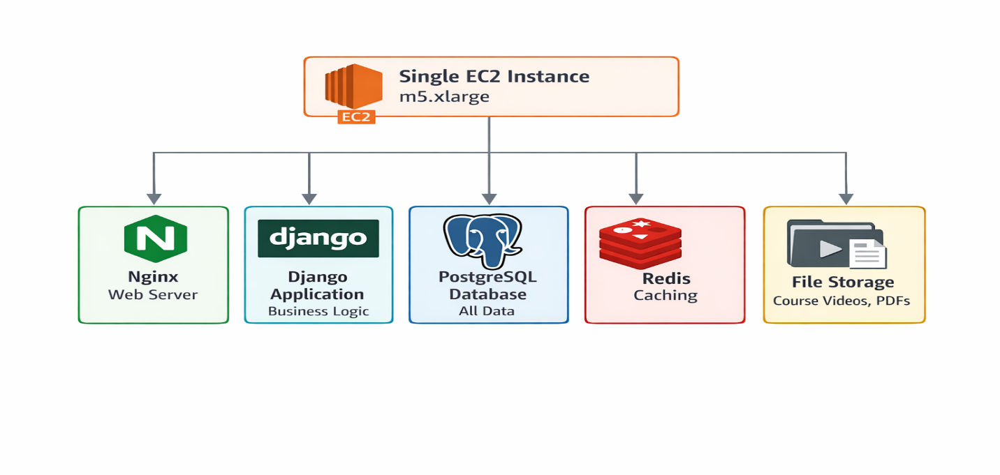 Single EC2 Instance
m5.xlarge
EC2
N
Nginx
Web Server
django
Django
Application
Business Logic
PostgreSQL
Database
All Data
Redis
Caching
File Storage
Course Videos, PDFs